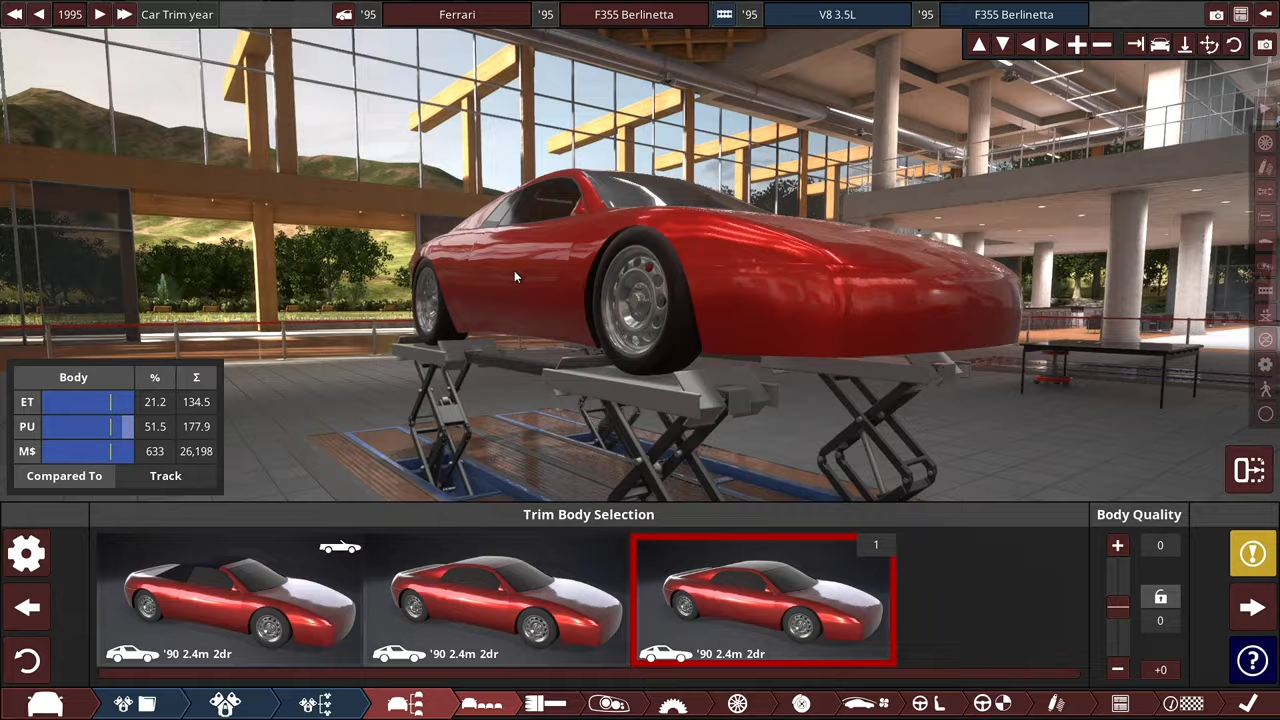 1995 Car Trim year '95 Ferrari '95 F355 Berlinetta '95 V8 3.5L '95 F355 Berlinetta
Body % Σ
ET 21.2 134.5
PU 51.5 177.9
M$ 633 26,198
Compared To Track
Trim Body Selection
Body Quality
1
'90 2.4m 2dr
'90 2.4m 2dr
'90 2.4m 2dr
+ 0
0
- +0